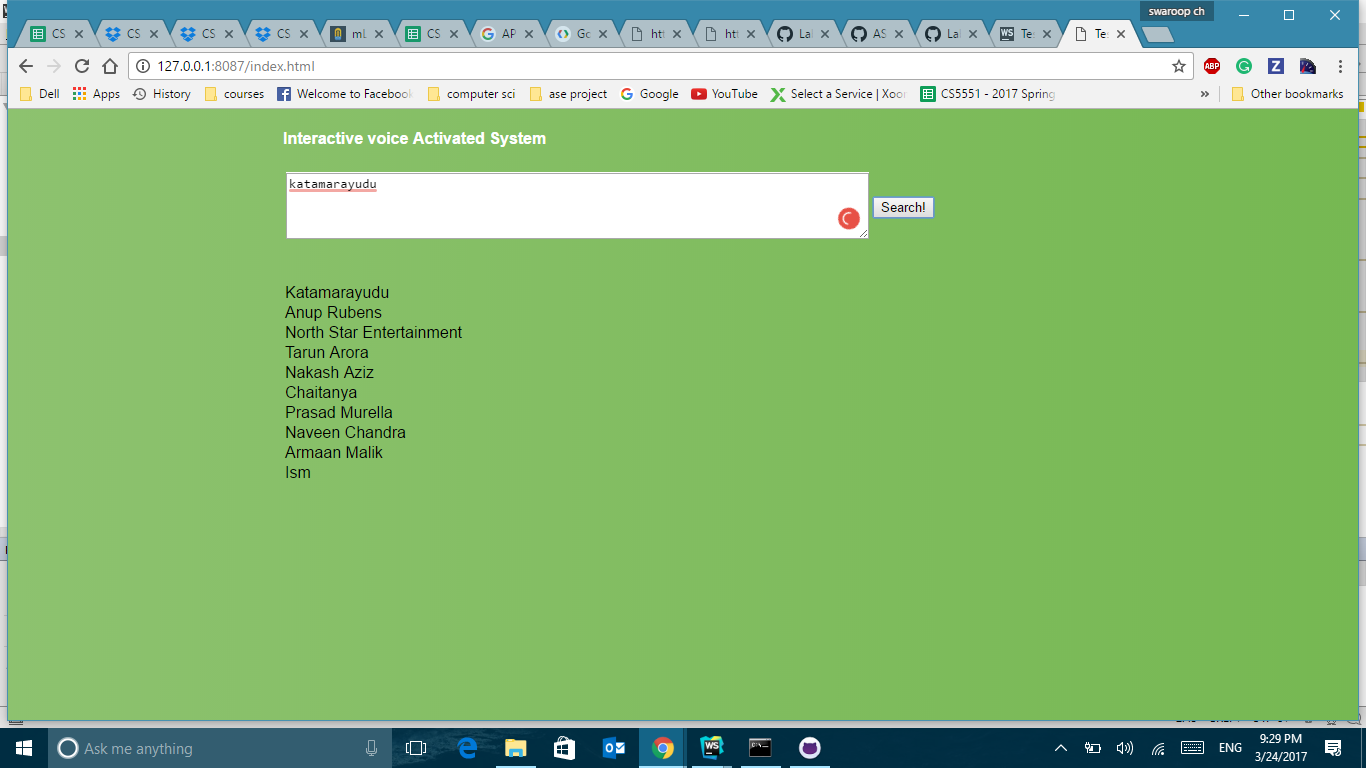 swaroop ch
CS CS CS CS ml CS AP Go htt htt Lal AS Lal Te Te
127.0.0.1:8087/index.html
ABP Z
Dell Apps History courses Welcome to Facebook computer sci ase project Google YouTube Select a Service | Xoor CS5551 - 2017 Spring » Other bookmarks
Interactive voice Activated System
katamarayudu
Search!
Katamarayudu
Anup Rubens
North Star Entertainment
Tarun Arora
Nakash Aziz
Chaitanya
Prasad Murella
Naveen Chandra
Armaan Malik
Ism
Ask me anything
ENG
9:29 PM
3/24/2017